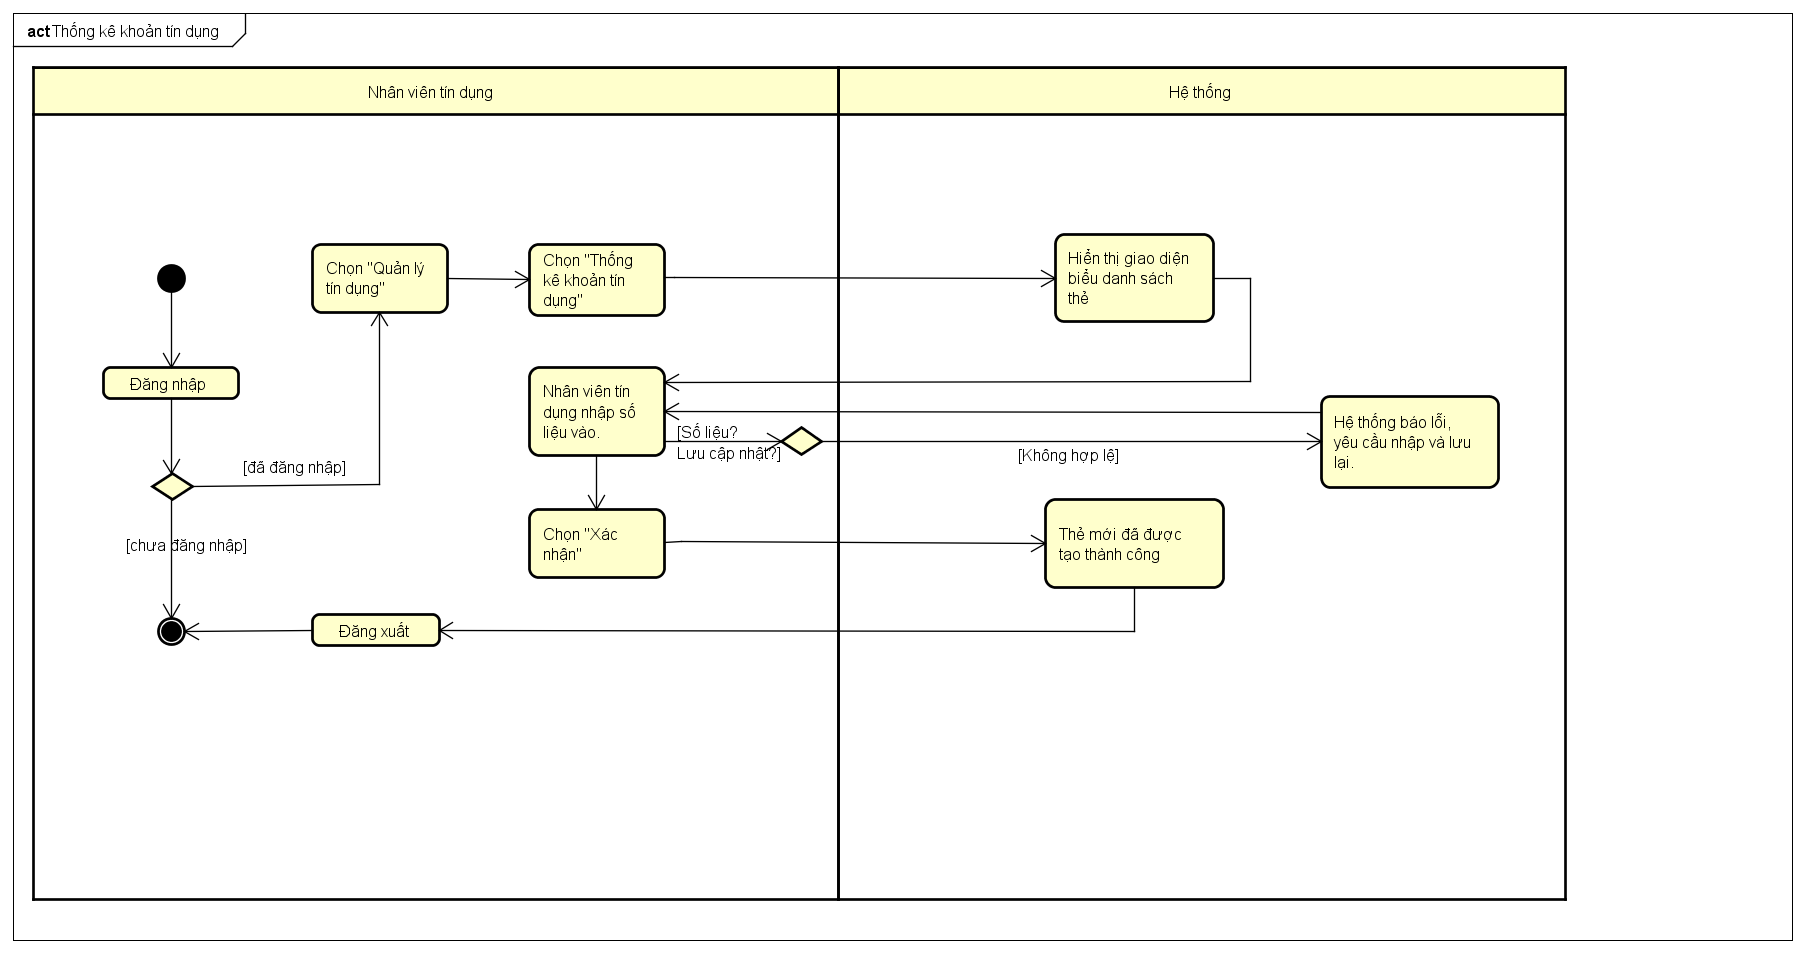 act Thống kê khoản tín dụng
Nhân viên tín dụng
Hệ thống
Chọn "Quản lý
tín dụng"
Chọn "Thống
kê khoản tín
dụng"
Hiển thị giao diện
biểu danh sách
thẻ
Đăng nhập
Nhân viên tín
dụng nhập số
liệu vào.
[Số liệu?
Lưu cập nhật?]
[Không hợp lệ]
Hệ thống báo lỗi,
yêu cầu nhập và lưu
lại.
[đã đăng nhập]
[chưa đăng nhập]
Chọn "Xác
nhận"
Thẻ mới đã được
tạo thành công
Đăng xuất